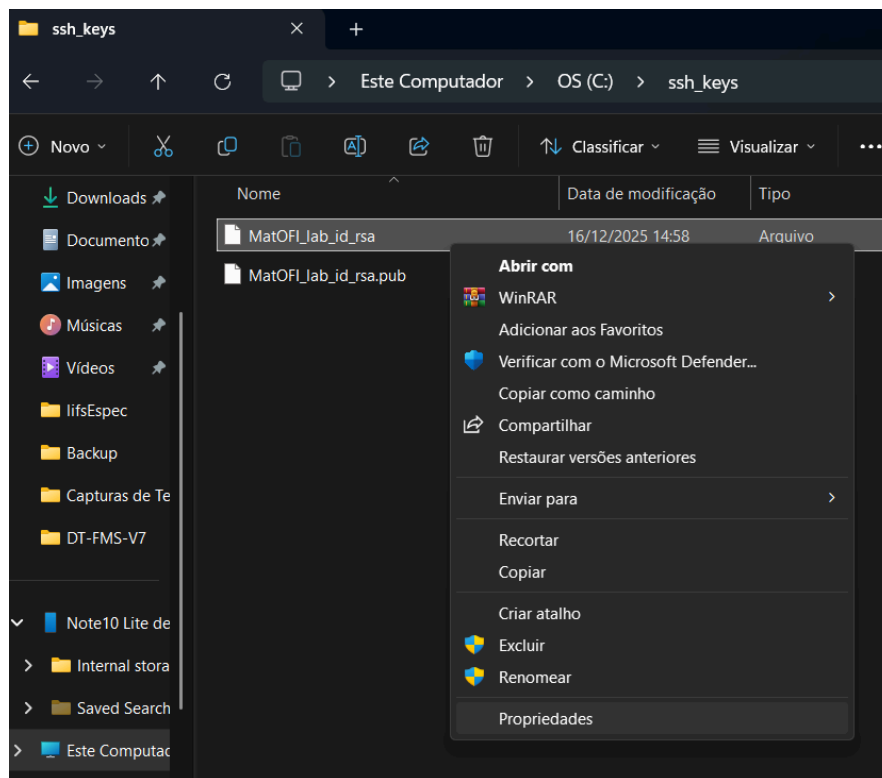 ssh_keys
Este Computador > OS (C:) > ssh_keys
Novo
Classificar
Visualizar
Downloads
Documento
Imagens
Músicas
Vídeos
lifsEspec
Backup
Capturas de Te
DT-FMS-V7
Note10 Lite de
Internal stora
Saved Search
Este Computac
Nome Data de modificação Tipo
MatOFI_lab_id_rsa 16/12/2025 14:58 Arquivo
MatOFI_lab_id_rsa.pub
Abrir com
WinRAR
Adicionar aos Favoritos
Verificar com o Microsoft Defender...
Copiar como caminho
Compartilhar
Restaurar versões anteriores
Enviar para
Recortar
Copiar
Criar atalho
Excluir
Renomear
Propriedades